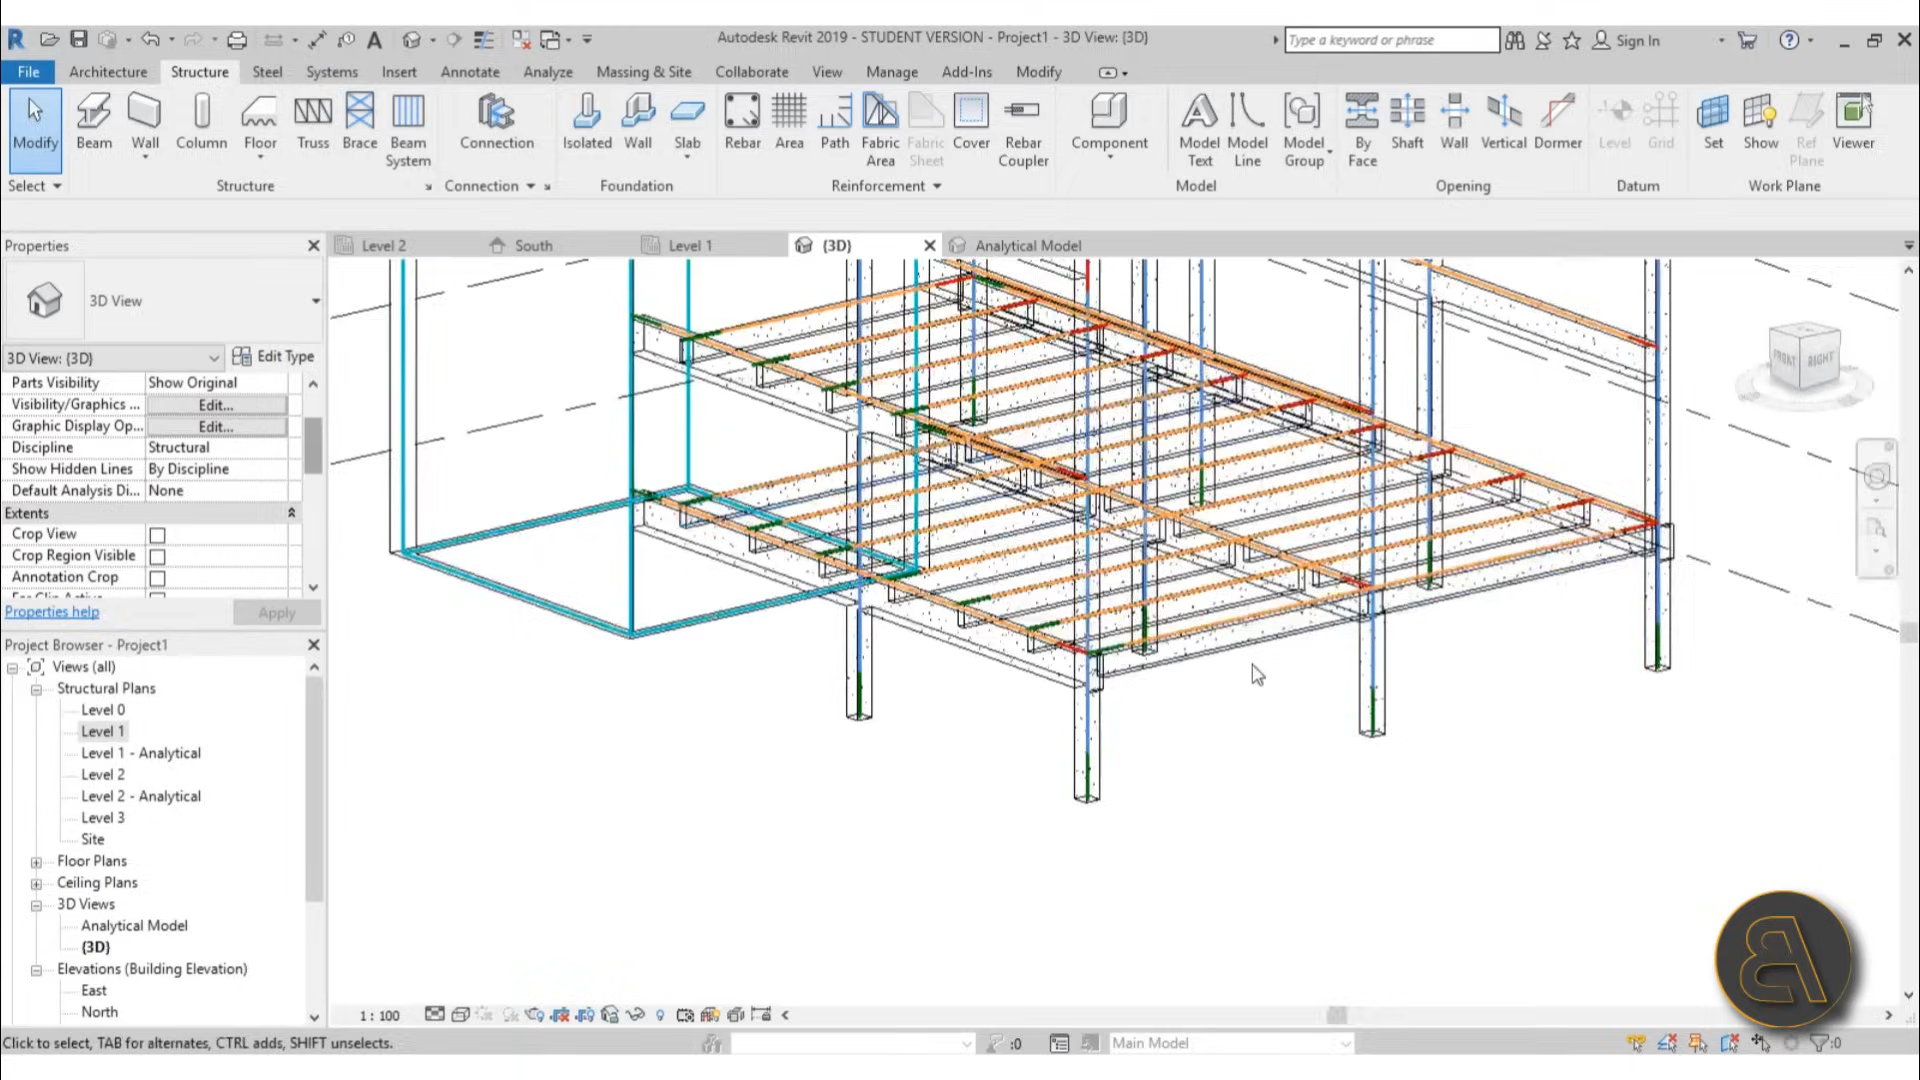 Autodesk Revit 2019 - STUDENT VERSION - Project1 - 3D View: {3D}
Type a keyword or phrase
Sign In
File Architecture Structure Steel Systems Insert Annotate Analyze Massing & Site Collaborate View Manage Add-Ins Modify
Modify Beam Wall Column Floor Truss Brace Beam System Connection Isolated Wall Slab Rebar Area Path Fabric Area Fabric Sheet Cover Rebar Coupler Component Model Text Model Line Model Group By Face Shaft Wall Vertical Dormer Level Grid Set Show Ref Plane Viewer
Select Structure Connection Foundation Reinforcement Model Opening Datum Work Plane
Properties
Level 2 South Level 1 {3D} Analytical Model
3D View
3D View: {3D} Edit Type
Parts Visibility Show Original
Visibility/Graphics ... Edit...
Graphic Display Op... Edit...
Discipline Structural
Show Hidden Lines By Discipline
Default Analysis Di... None
Extents
Crop View
Crop Region Visible
Annotation Crop
Properties help Apply
Project Browser - Project1
Views (all)
Structural Plans
Level 0
Level 1
Level 1 - Analytical
Level 2
Level 2 - Analytical
Level 3
Site
Floor Plans
Ceiling Plans
3D Views
Analytical Model
{3D}
Elevations (Building Elevation)
East
North
FRONT RIGHT
1 : 100
Click to select, TAB for alternates, CTRL adds, SHIFT unselects.
:0
Main Model
:0